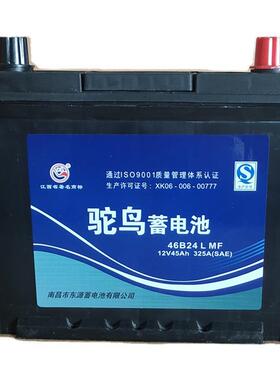 通过ISO9001质量管理体系认证
生产许可证号：XK06-006-00777
江西省著名商标
驼鸟蓄电池
46B24 L MF
12V45Ah 325A(SAE)
南昌市东源蓄电池有限公司